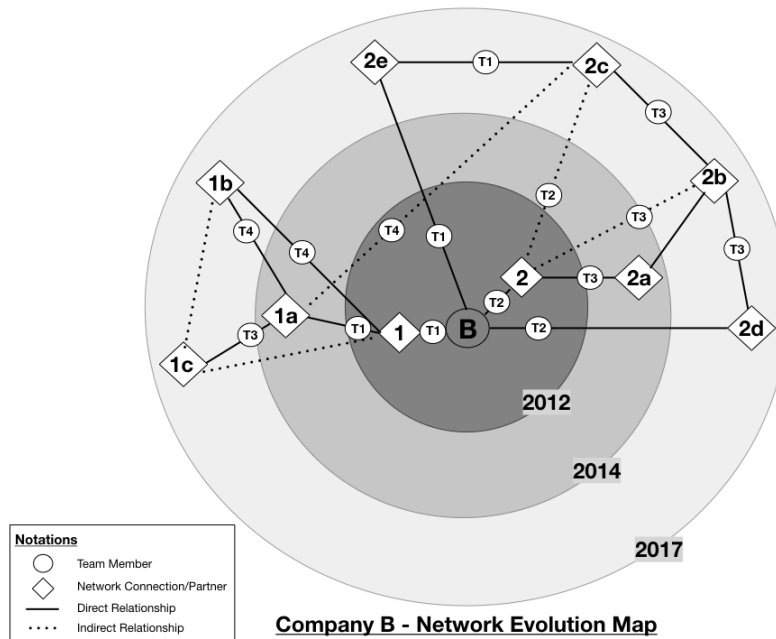 2e
T1
2c
T3
1b
2b
T4
T2
T3
T4
T1
T3
T4
2
T3
2a
T2
1a
T1
1
T1
B
T2
2d
T3
1c
2012
2014
2017
Notations
Team Member
Network Connection/Partner
Direct Relationship
Indirect Relationship
Company B - Network Evolution Map